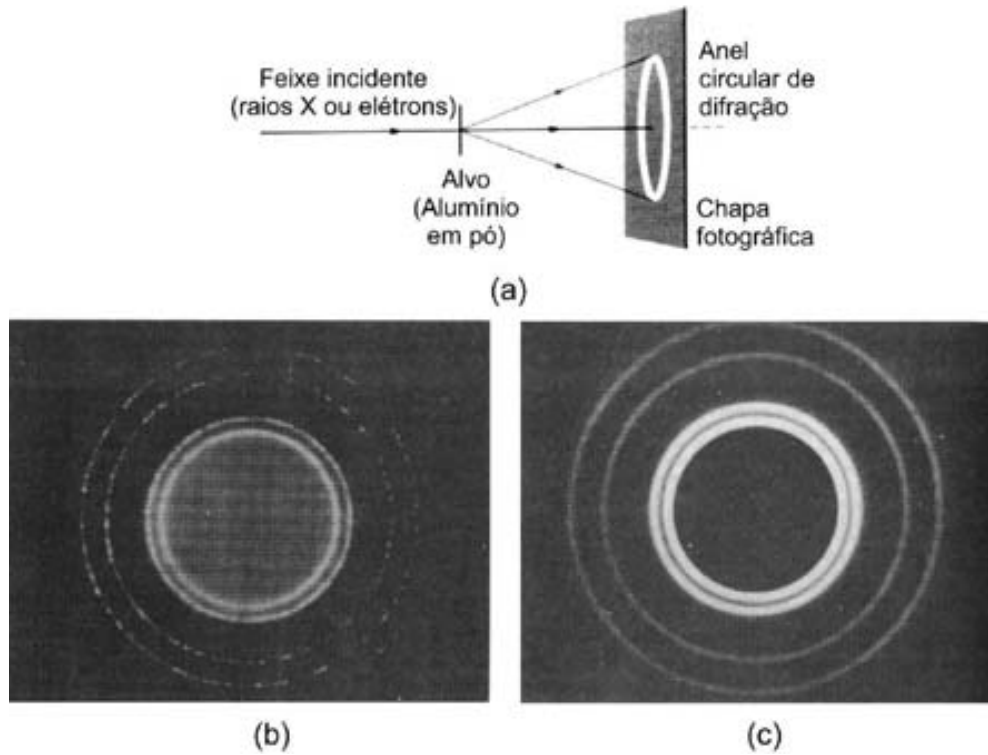 Feixe incidente
(raios X ou elétrons)
Alvo
(Alumínio
em pó)
Anel
circular de
difração
Chapa
fotográfica
(a)
(b)
(c)